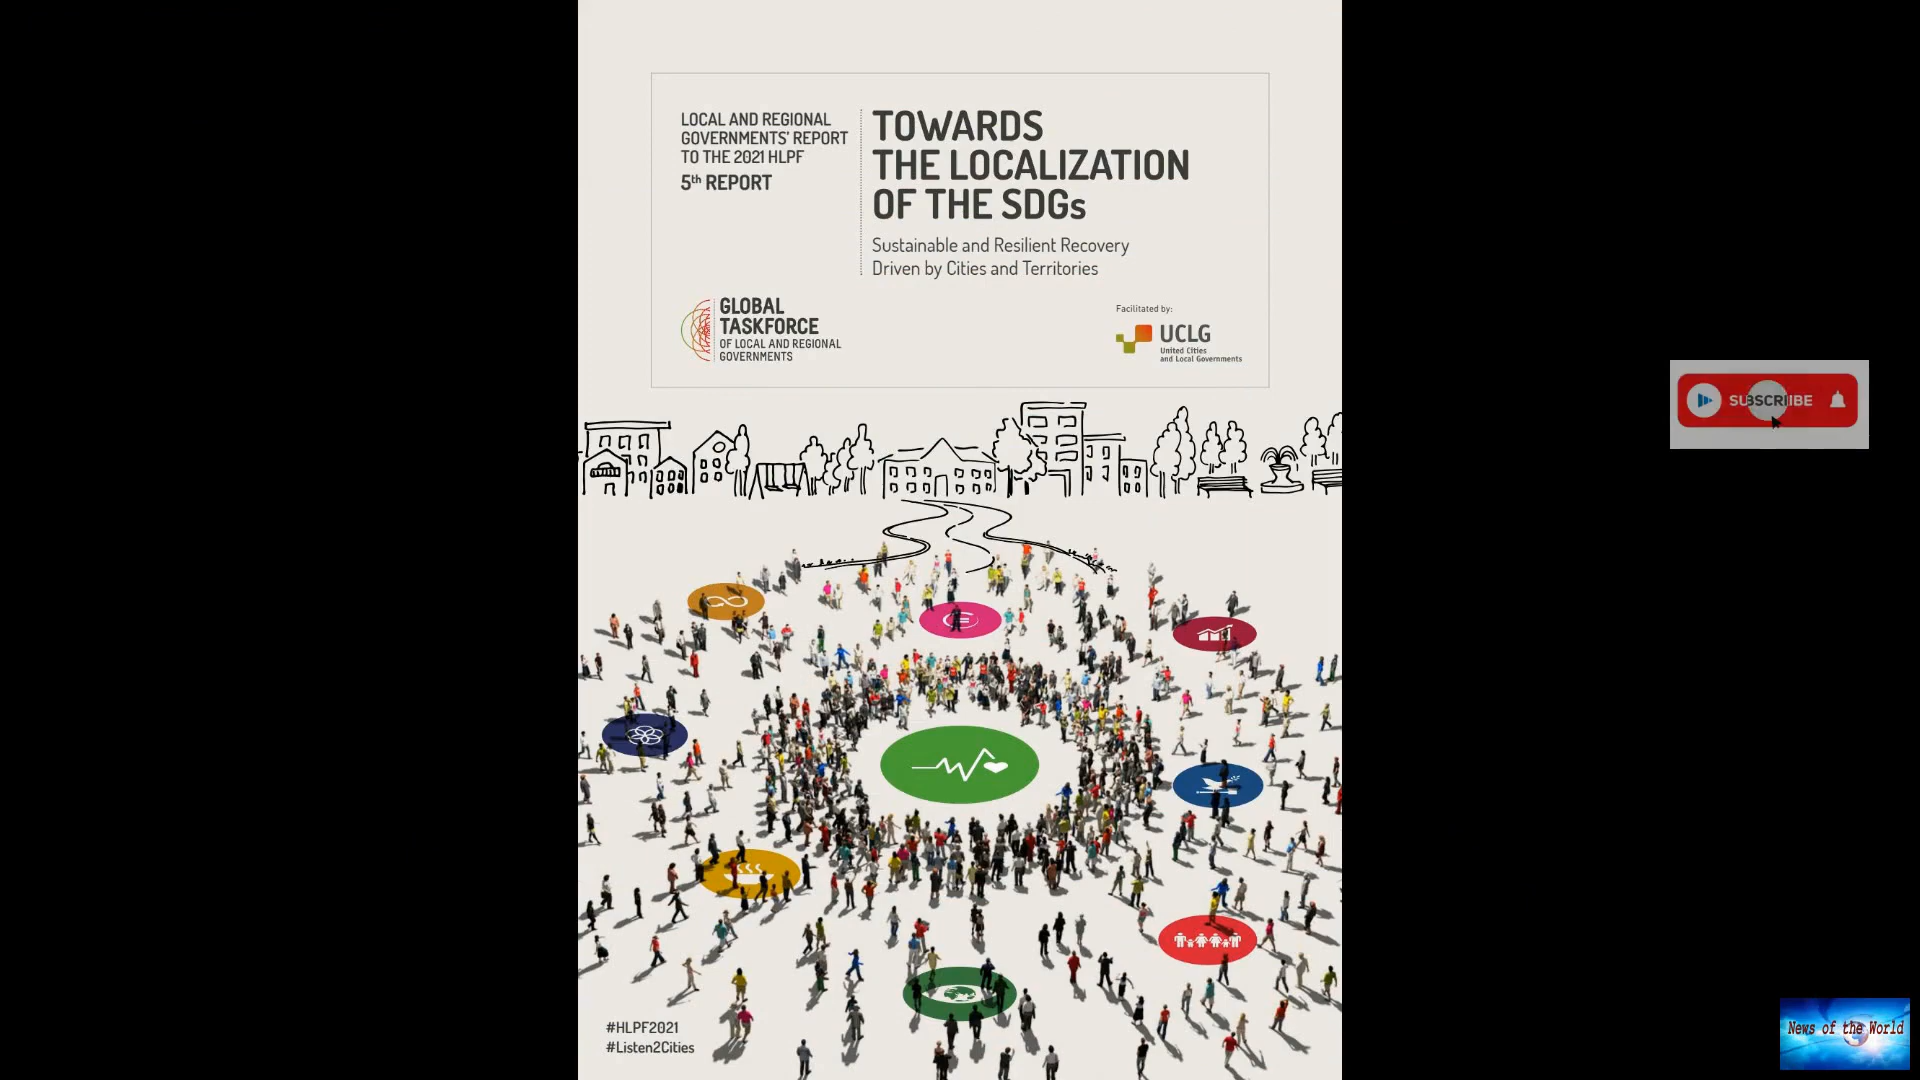 LOCAL AND REGIONAL
GOVERNMENTS' REPORT
TO THE 2021 HLPF
5th REPORT
TOWARDS
THE LOCALIZATION
OF THE SDGs
Sustainable and Resilient Recovery
Driven by Cities and Territories
GLOBAL
TASKFORCE
OF LOCAL AND REGIONAL
GOVERNMENTS
Facilitated by:
UCLG
United Cities
and Local Governments
SUBSCRIBE
#HLPF2021
#Listen2Cities
News of the World